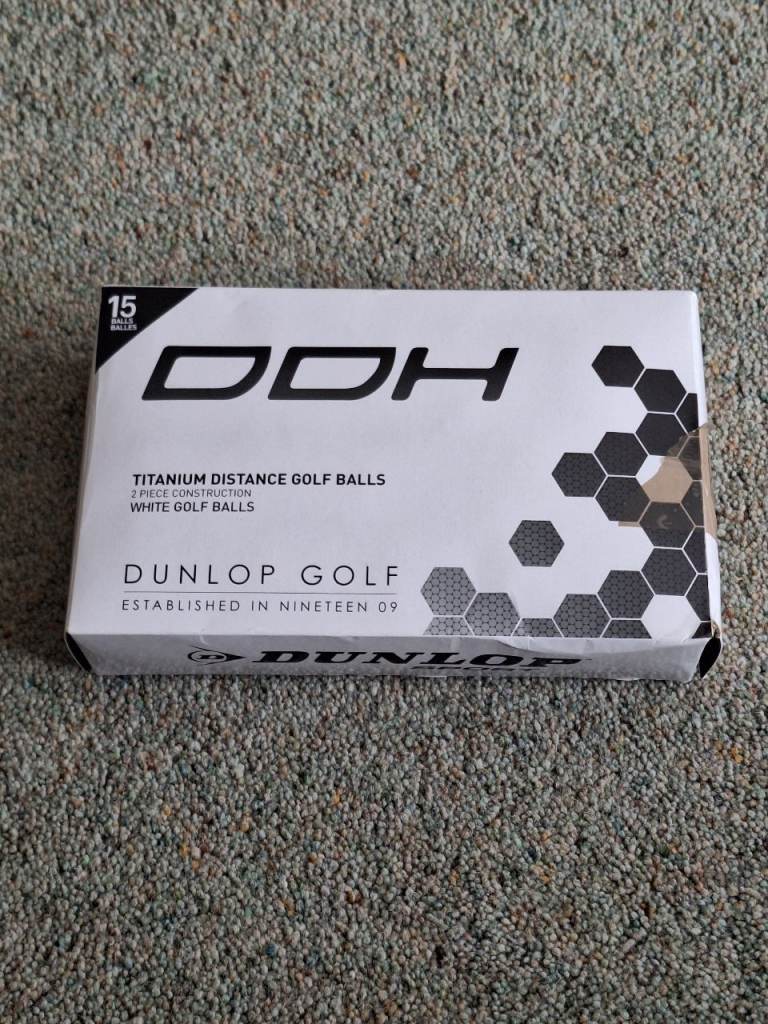 15
BALLS
BALLES
DDH
TITANIUM DISTANCE GOLF BALLS
2 PIECE CONSTRUCTION
WHITE GOLF BALLS
DUNLOP GOLF
ESTABLISHED IN NINETEEN 09
DUNLOP